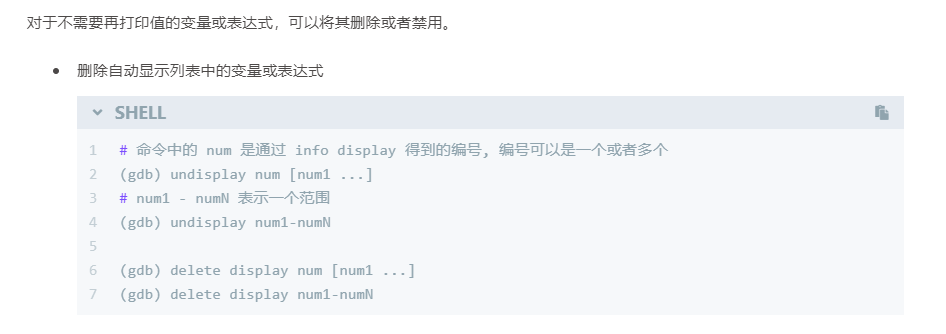 对于不需要再打印值的变量或表达式，可以将其删除或者禁用。
● 删除自动显示列表中的变量或表达式
SHELL
1 # 命令中的 num 是通过 info display 得到的编号, 编号可以是一个或者多个
2 (gdb) undisplay num [num1 ...]
3 # num1 - numN 表示一个范围
4 (gdb) undisplay num1-numN
5
6 (gdb) delete display num [num1 ...]
7 (gdb) delete display num1-numN